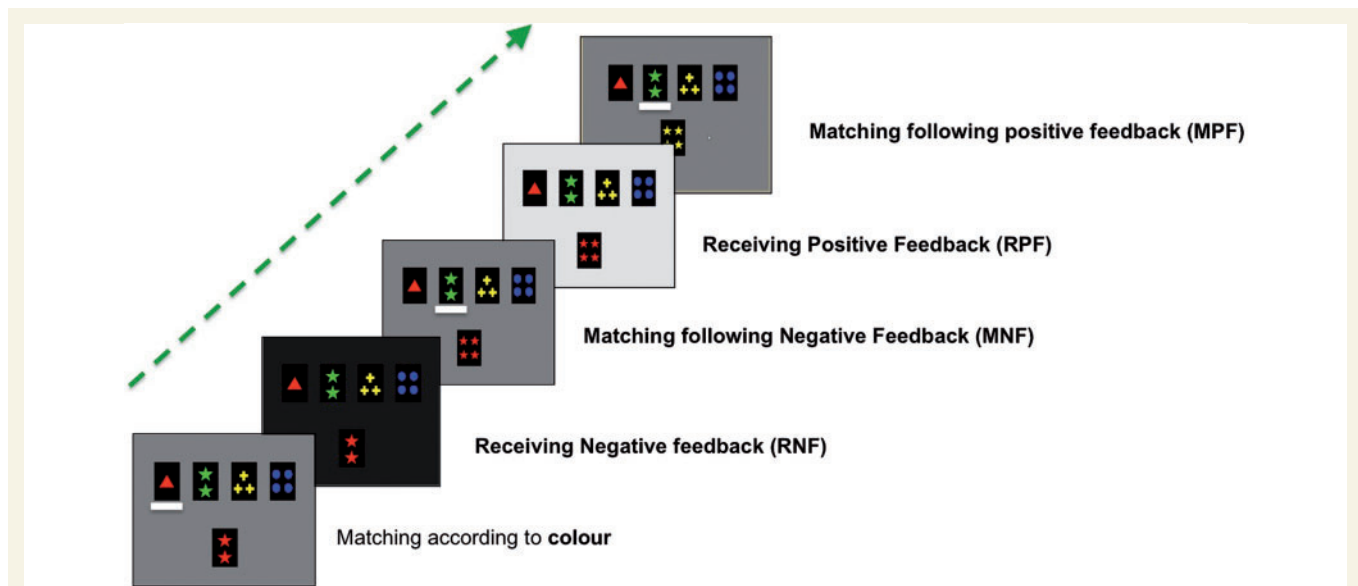 Matching following positive feedback (MPF)
Receiving Positive Feedback (RPF)
Matching following Negative Feedback (MNF)
Receiving Negative feedback (RNF)
Matching according to colour